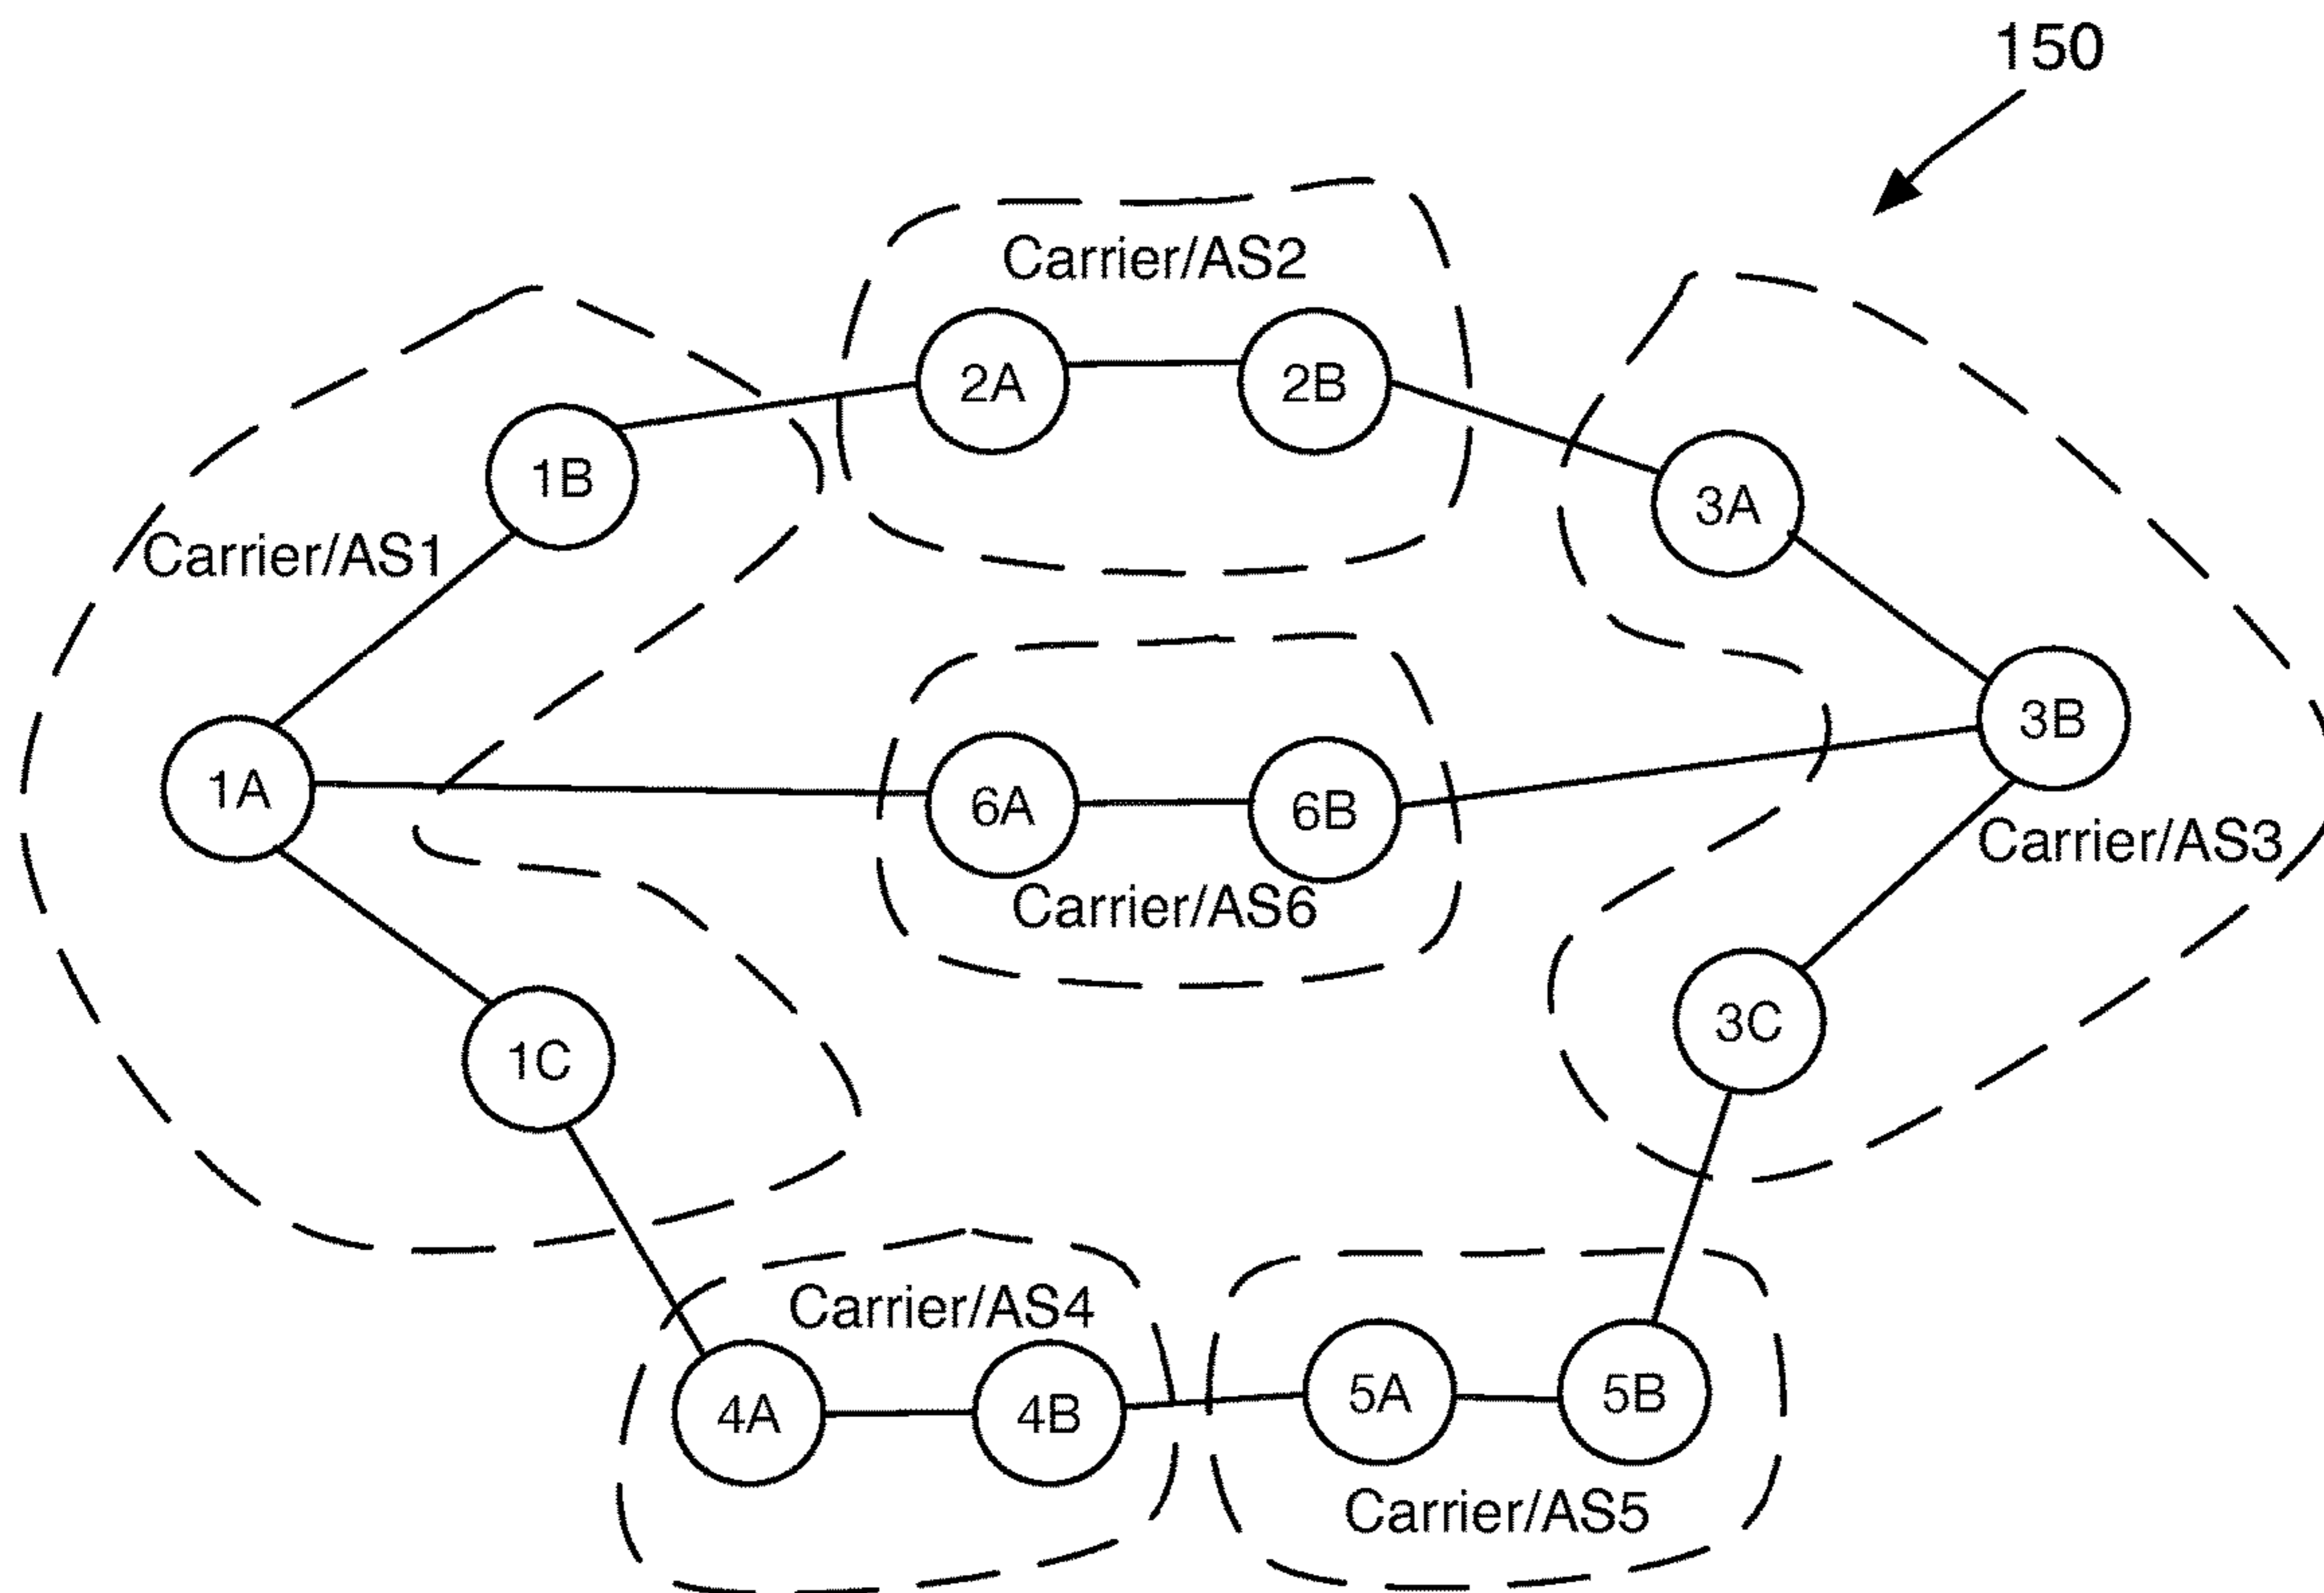 150
Carrier/AS2
2A
2B
1B
3A
Carrier/AS1
3B
1A
6A
6B
Carrier/AS3
Carrier/AS6
3C
1C
Carrier/AS4
4A
4B
5A
5B
Carrier/AS5